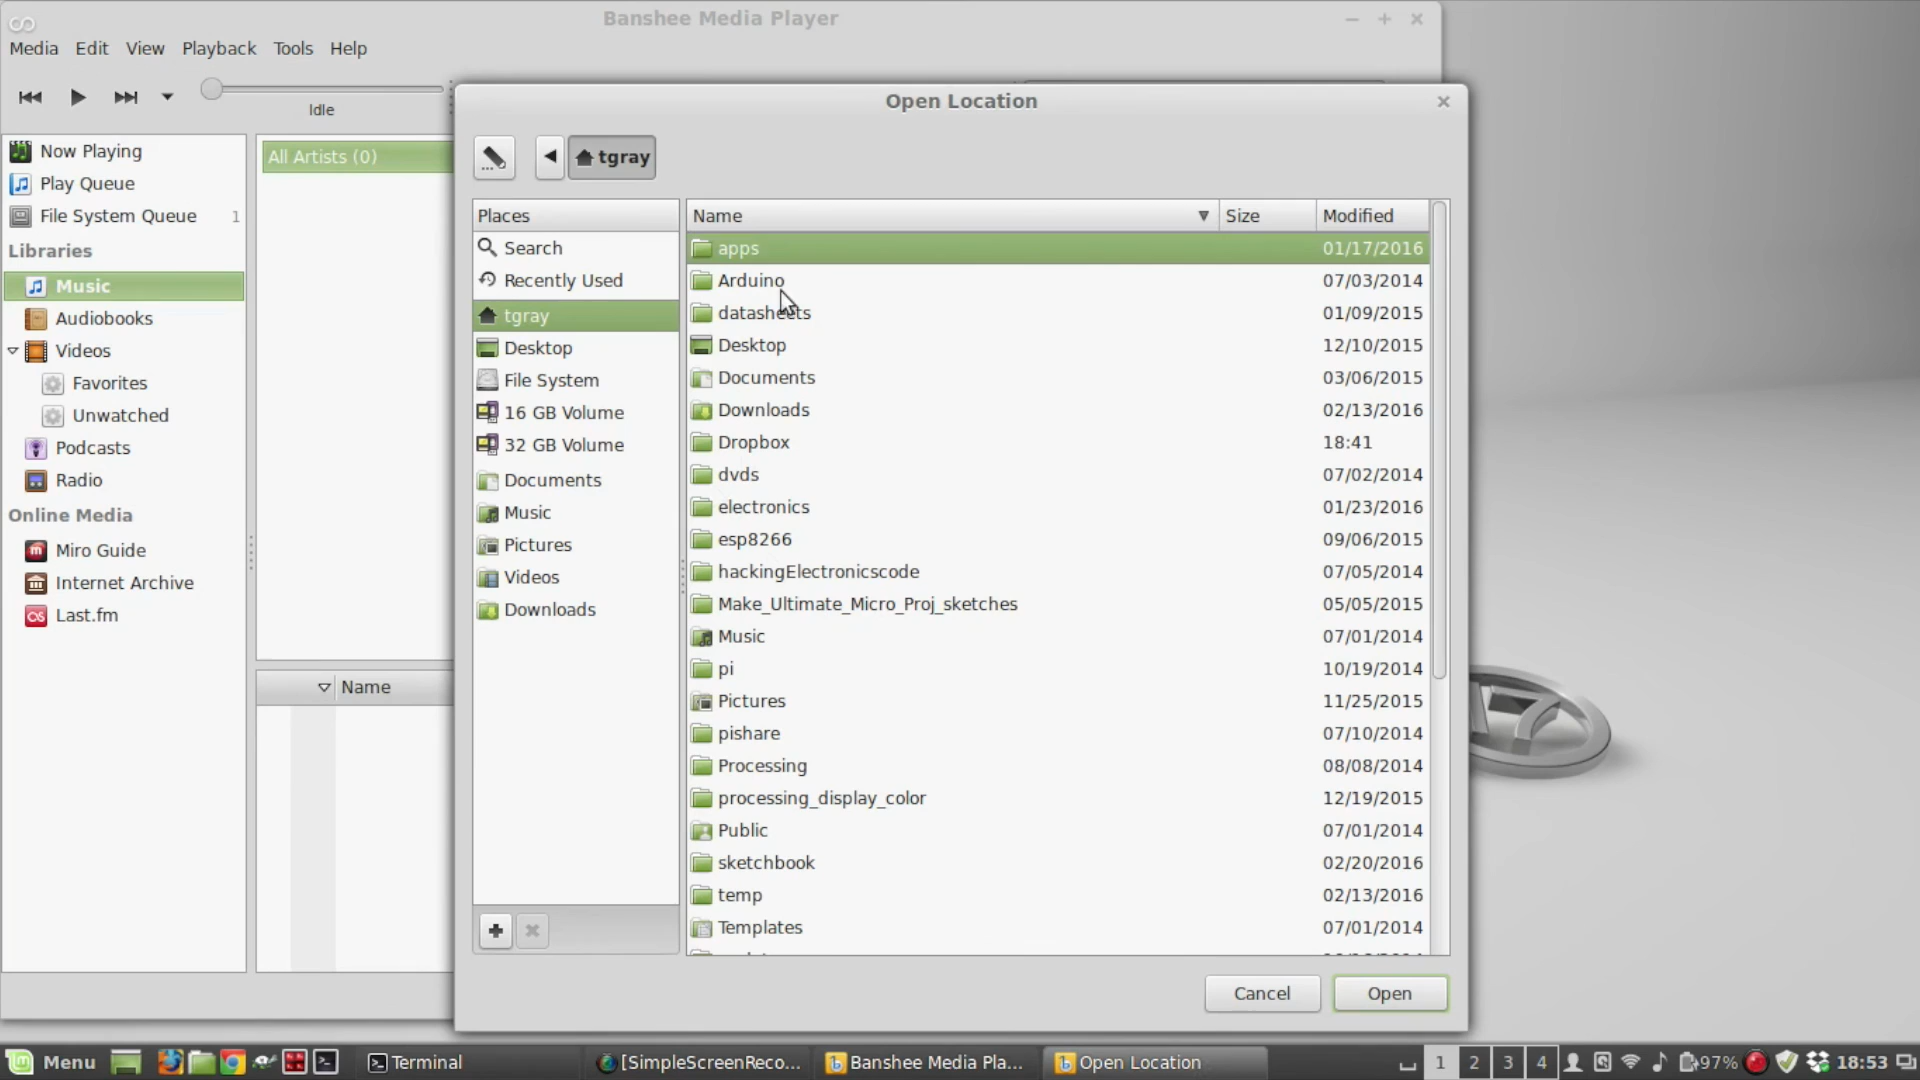 Banshee Media Player
Media Edit View Playback Tools Help
Idle
Now Playing
Play Queue
File System Queue 1
Libraries
Music
Audiobooks
Videos
Favorites
Unwatched
Podcasts
Radio
Online Media
Miro Guide
Internet Archive
Last.fm
All Artists (0)
Name
Open Location
tgray
Places
Search
Recently Used
tgray
Desktop
File System
16 GB Volume
32 GB Volume
Documents
Music
Pictures
Videos
Downloads
Name Size Modified
apps 01/17/2016
Arduino 07/03/2014
datasheets 01/09/2015
Desktop 12/10/2015
Documents 03/06/2015
Downloads 02/13/2016
Dropbox 18:41
dvds 07/02/2014
electronics 01/23/2016
esp8266 09/06/2015
hackingElectronicscode 07/05/2014
Make_Ultimate_Micro_Proj_sketches 05/05/2015
Music 07/01/2014
pi 10/19/2014
Pictures 11/25/2015
pishare 07/10/2014
Processing 08/08/2014
processing_display_color 12/19/2015
Public 07/01/2014
sketchbook 02/20/2016
temp 02/13/2016
Templates 07/01/2014
Cancel Open
17
Menu Terminal [SimpleScreenReco... Banshee Media Pla... Open Location 1 2 3 4 97% 18:53